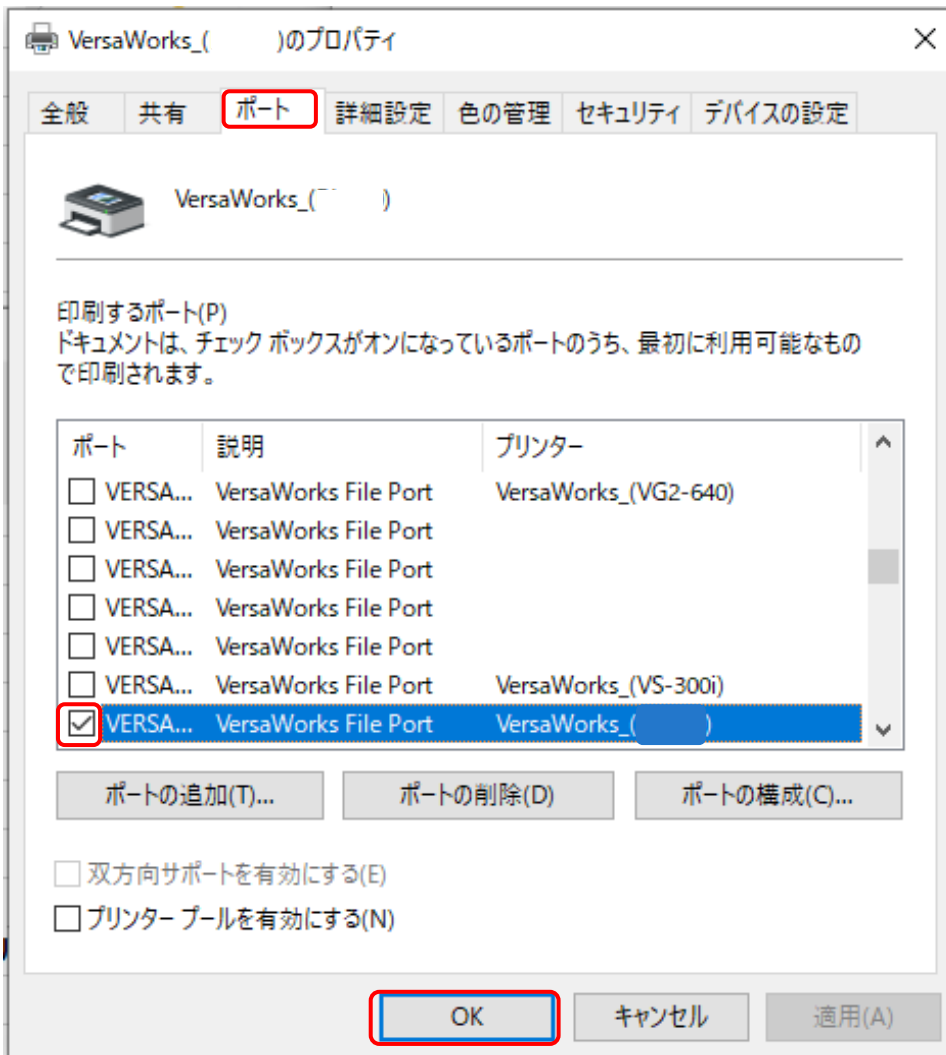 VersaWorks_( )のプロパティ
全般 共有 ポート 詳細設定 色の管理 セキュリティ デバイスの設定
VersaWorks_( )
印刷するポート(P)
ドキュメントは、チェック ボックスがオンになっているポートのうち、最初に利用可能なもの
で印刷されます。
ポート 説明 プリンター
VERSA... VersaWorks File Port VersaWorks_(VG2-640)
VERSA... VersaWorks File Port
VERSA... VersaWorks File Port
VERSA... VersaWorks File Port
VERSA... VersaWorks File Port
VERSA... VersaWorks File Port VersaWorks_(VS-300i)
VERSA... VersaWorks File Port VersaWorks_( )
ポートの追加(T)... ポートの削除(D) ポートの構成(C)...
双方向サポートを有効にする(E)
プリンター プールを有効にする(N)
OK キャンセル 適用(A)